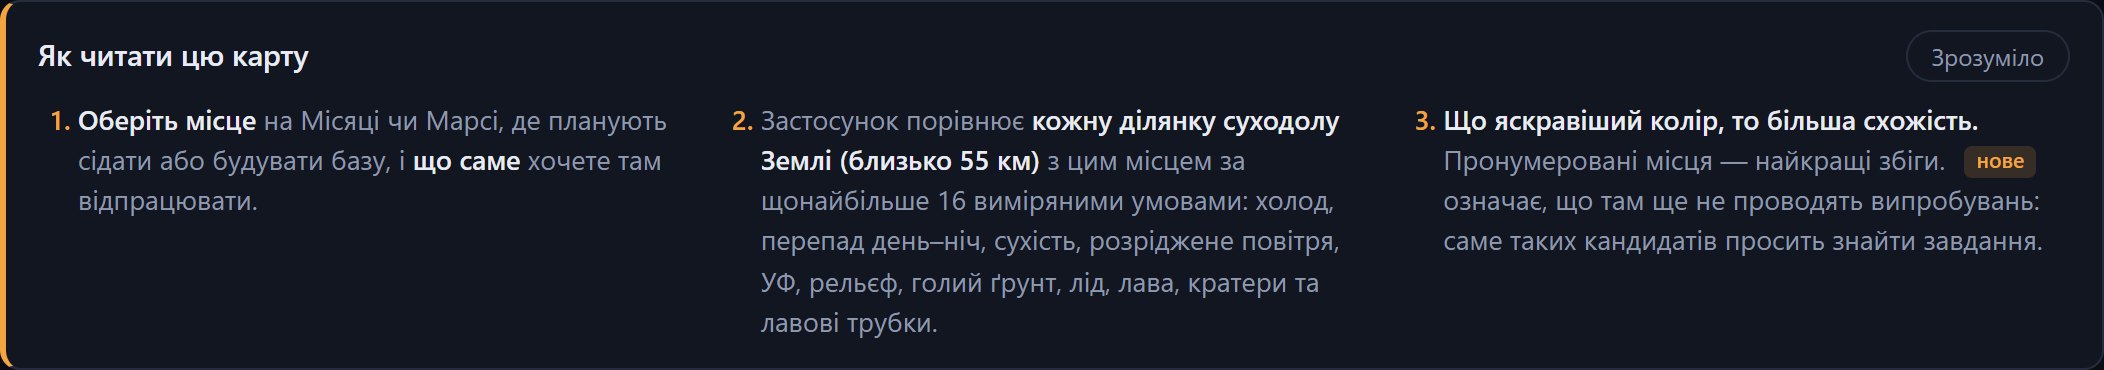 Як читати цю карту
Зрозуміло
1. Оберіть місце на Місяці чи Марсі, де планують
сідати або будувати базу, і що саме хочете там
відпрацювати.
2. Застосунок порівнює кожну ділянку суходолу
Землі (близько 55 км) з цим місцем за
щонайбільше 16 виміряними умовами: холод,
перепад день–ніч, сухість, розріджене повітря,
УФ, рельєф, голий ґрунт, лід, лава, кратери та
лавові трубки.
3. Що яскравіший колір, то більша схожість.
Пронумеровані місця — найкращі збіги. нове
означає, що там ще не проводять випробувань:
саме таких кандидатів просить знайти завдання.